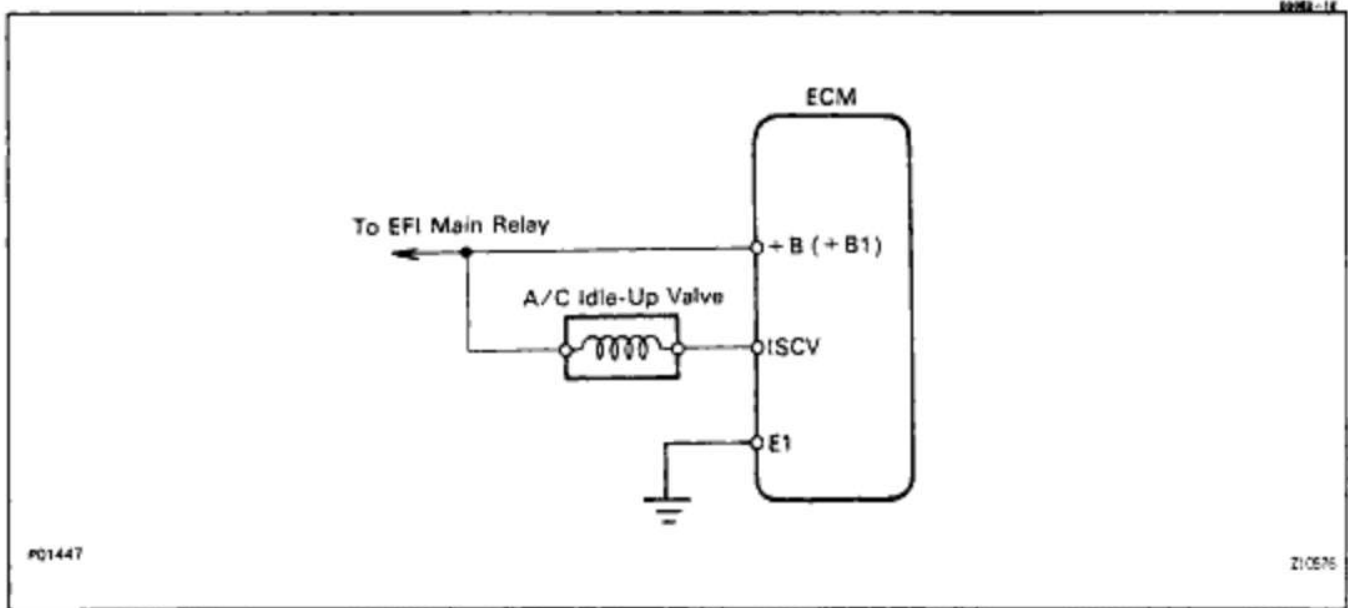 ECM
To EFI Main Relay
+B (+B1)
A/C Idle-Up Valve
ISCV
E1
P01447
Z10576